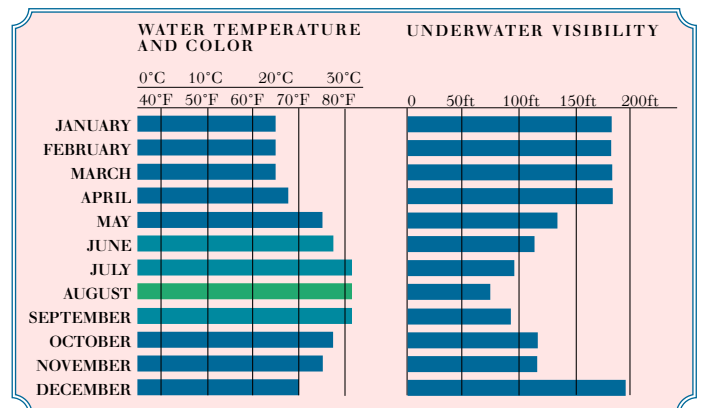 WATER TEMPERATURE
AND COLOR
0°C 10°C 20°C 30°C
40°F 50°F 60°F 70°F 80°F
UNDERWATER VISIBILITY
0 50ft 100ft 150ft 200ft
JANUARY
FEBRUARY
MARCH
APRIL
MAY
JUNE
JULY
AUGUST
SEPTEMBER
OCTOBER
NOVEMBER
DECEMBER